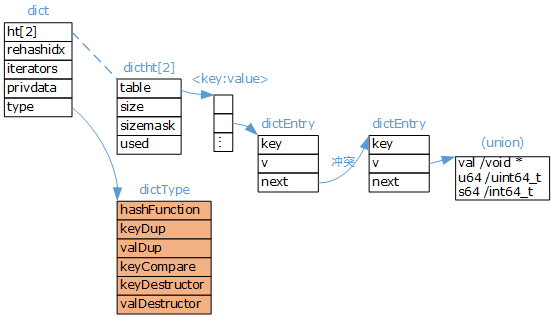 dict
ht[2]
rehashidx
iterators
privdata
type
dictht[2]
table
size
sizemask
used
<key:value>
⋮
dictEntry
key
v
next
冲突
dictEntry
key
v
next
(union)
val /void *
u64 /uint64_t
s64 /int64_t
dictType
hashFunction
keyDup
valDup
keyCompare
keyDestructor
valDestructor